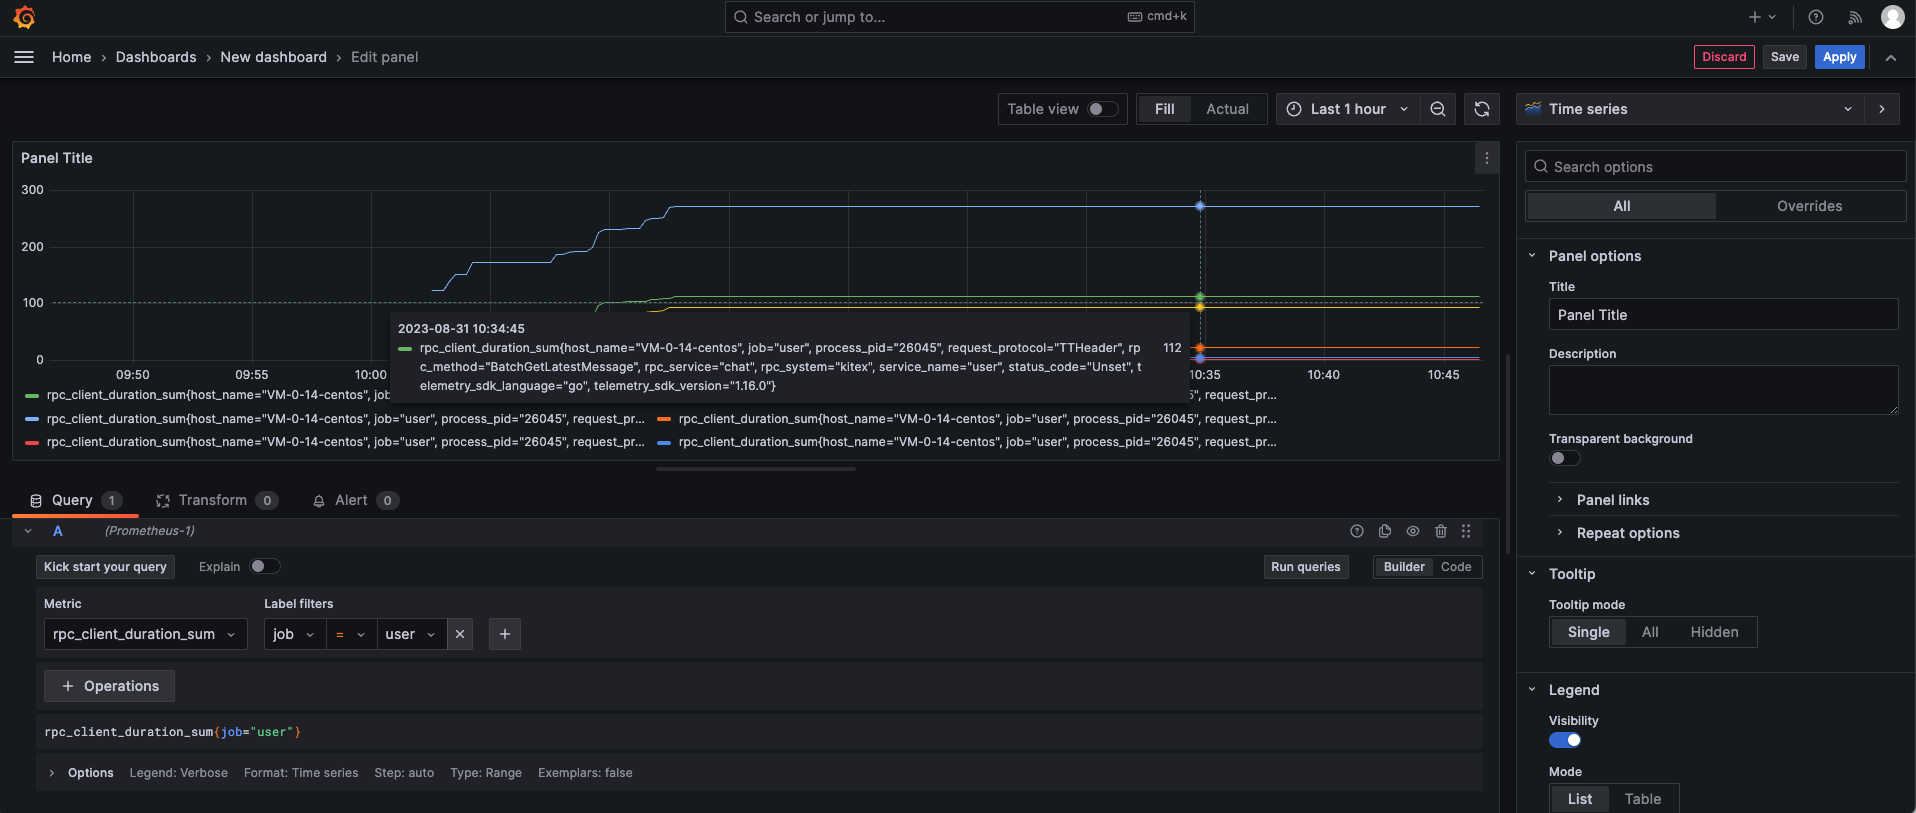 Search or jump to...
cmd+k
Home › Dashboards › New dashboard › Edit panel
Discard
Save
Apply
Table view
Fill
Actual
Last 1 hour
Time series
Panel Title
300
200
100
0
09:50
09:55
10:00
10:35
10:40
10:45
2023-08-31 10:34:45
rpc_client_duration_sum{host_name="VM-0-14-centos", job="user", process_pid="26045", request_protocol="TTHeader", rp
112
c_method="BatchGetLatestMessage", rpc_service="chat", rpc_system="kitex", service_name="user", status_code="Unset", t
elemetry_sdk_language="go", telemetry_sdk_version="1.16.0"}
rpc_client_duration_sum{host_name="VM-0-14-centos", job
5", request_pr...
rpc_client_duration_sum{host_name="VM-0-14-centos", job="user", process_pid="26045", request_pr...
rpc_client_duration_sum{host_name="VM-0-14-centos", job="user", process_pid="26045", request_pr...
rpc_client_duration_sum{host_name="VM-0-14-centos", job="user", process_pid="26045", request_pr...
rpc_client_duration_sum{host_name="VM-0-14-centos", job="user", process_pid="26045", request_pr...
Query 1
Transform 0
Alert 0
A
(Prometheus-1)
Kick start your query
Explain
Run queries
Builder
Code
Metric
Label filters
rpc_client_duration_sum
job
=
user
+ Operations
rpc_client_duration_sum{job="user"}
Options
Legend: Verbose
Format: Time series
Step: auto
Type: Range
Exemplars: false
Search options
All
Overrides
Panel options
Title
Panel Title
Description
Transparent background
Panel links
Repeat options
Tooltip
Tooltip mode
Single
All
Hidden
Legend
Visibility
Mode
List
Table